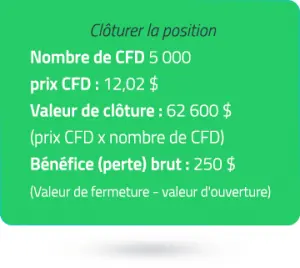 Clôturer la position
Nombre de CFD 5 000
prix CFD : 12,02 $
Valeur de clôture : 62 600 $
(prix CFD x nombre de CFD)
Bénéfice (perte) brut : 250 $
(Valeur de fermeture - valeur d'ouverture)